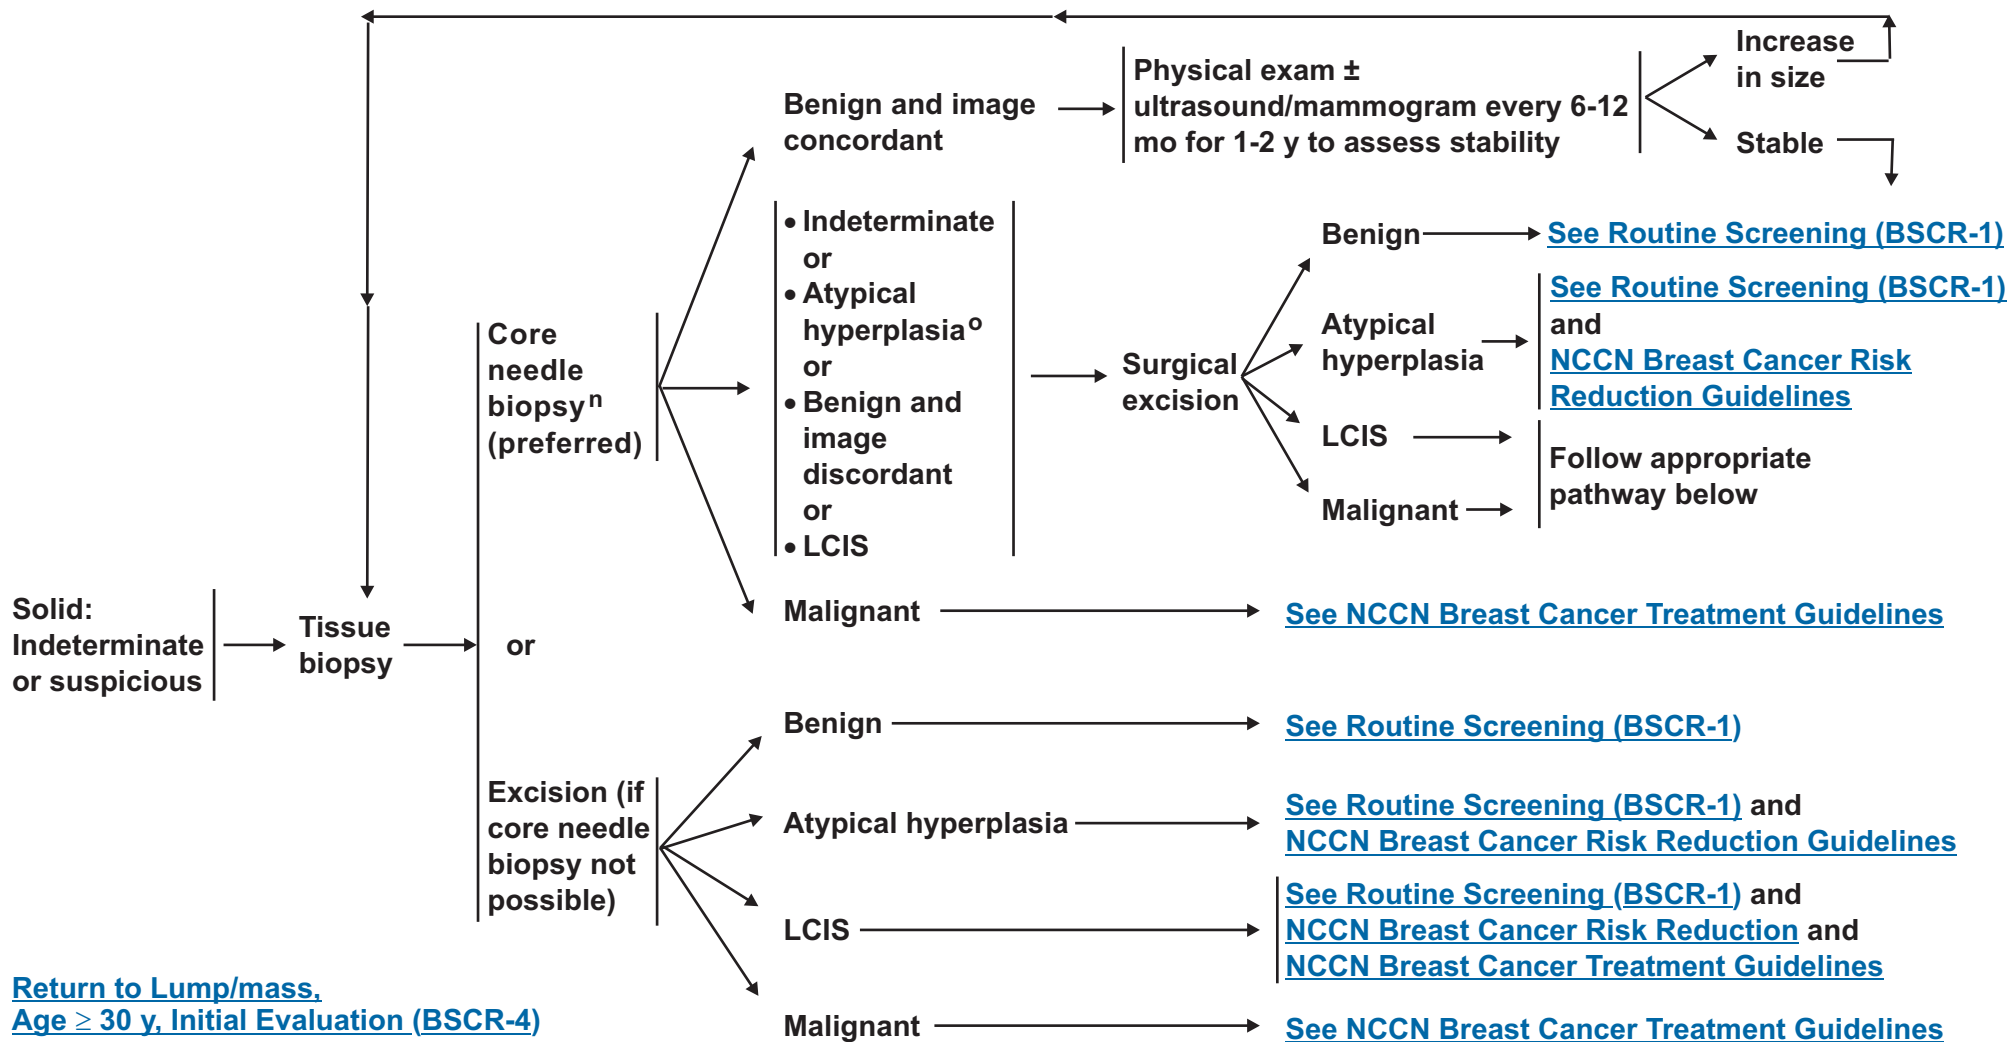 Increase
in size
Physical exam ±
ultrasound/mammogram every 6-12
mo for 1-2 y to assess stability
Benign and image
concordant
Stable
• Indeterminate
or
• Atypical
hyperplasia o
or
• Benign and
image
discordant
or
• LCIS
Core
needle
biopsy n
(preferred)
Surgical
excision
Benign
See Routine Screening (BSCR-1)
Atypical
hyperplasia
See Routine Screening (BSCR-1)
and
NCCN Breast Cancer Risk
Reduction Guidelines
LCIS
Malignant
Follow appropriate
pathway below
Malignant
See NCCN Breast Cancer Treatment Guidelines
Solid:
Indeterminate
or suspicious
Tissue
biopsy
or
Excision (if
core needle
biopsy not
possible)
Benign
See Routine Screening (BSCR-1)
Atypical hyperplasia
See Routine Screening (BSCR-1) and
NCCN Breast Cancer Risk Reduction Guidelines
LCIS
See Routine Screening (BSCR-1) and
NCCN Breast Cancer Risk Reduction and
NCCN Breast Cancer Treatment Guidelines
Malignant
See NCCN Breast Cancer Treatment Guidelines
Return to Lump/mass,
Age ≥ 30 y, Initial Evaluation (BSCR-4)